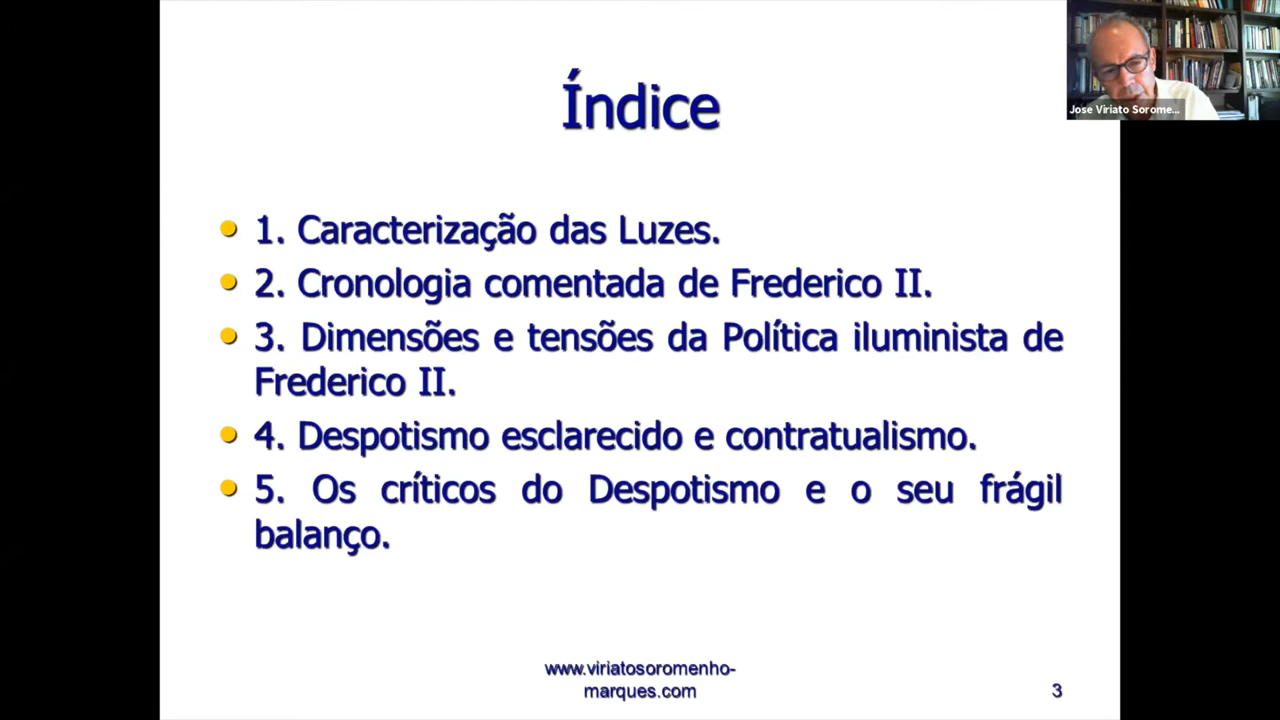 Índice
Jose Viriato Sorome...
1. Caracterização das Luzes.
2. Cronologia comentada de Frederico II.
3. Dimensões e tensões da Política iluminista de
Frederico II.
4. Despotismo esclarecido e contratualismo.
5. Os críticos do Despotismo e o seu frágil
balanço.
www.viriatosoromenho-
marques.com
3